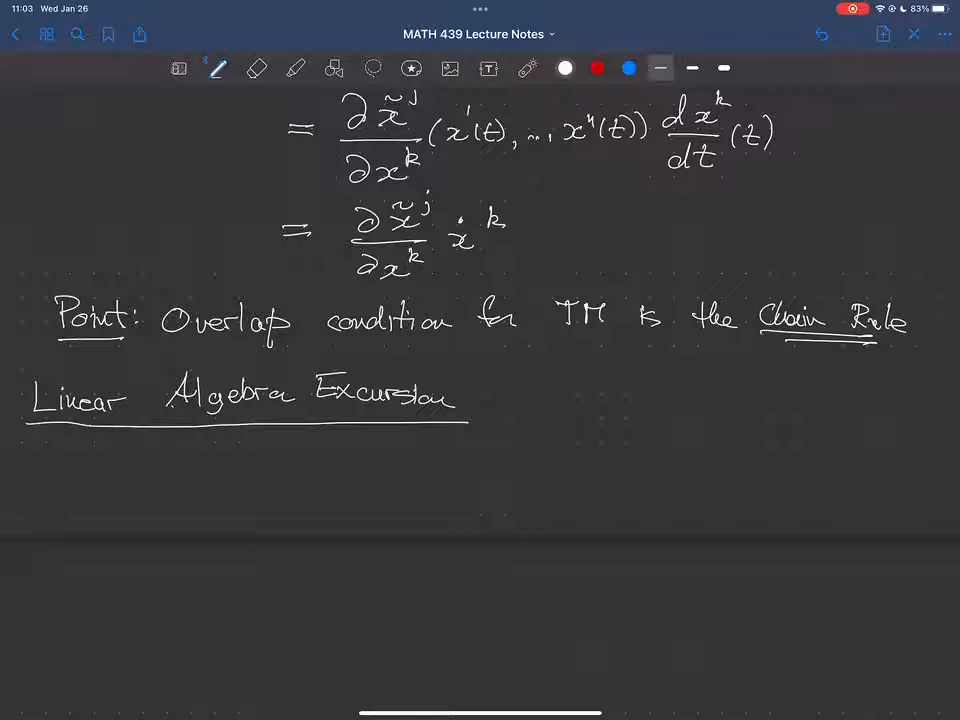 11:03 Wed Jan 26 83%
MATH 439 Lecture Notes
= ∂x̃^j/∂x^k (x^1(t), ..., x^n(t)) dx^k/dt (t)
= ∂x̃^j/∂x^k ẋ^k
Point: Overlap condition for TM is the Chain Rule
Linear Algebra Excursion